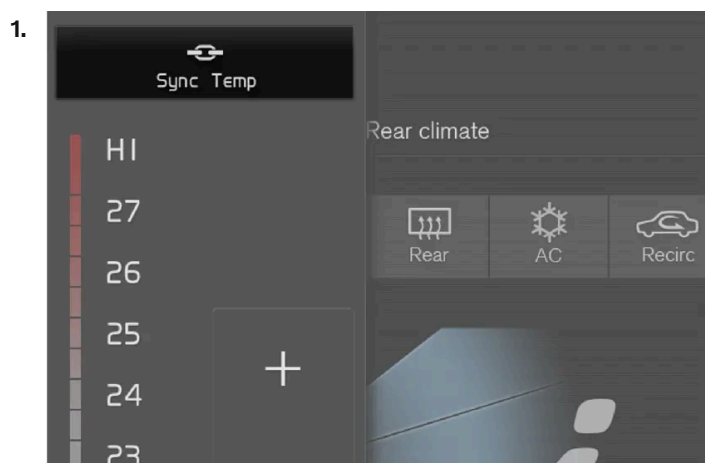 1.
Sync Temp
Rear climate
HI
27
Rear AC Recirc
26
25
+
24
23